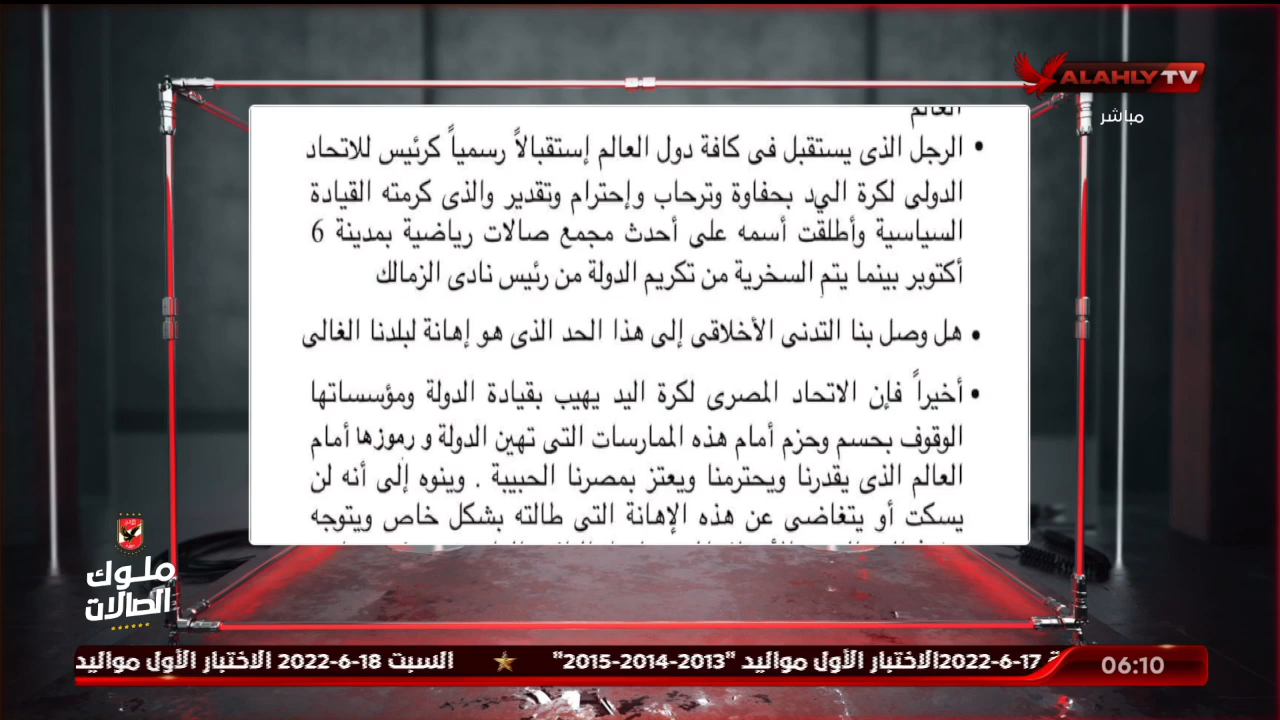 ALAHLY TV
مباشر
العالم
• الرجل الذى يستقبل فى كافة دول العالم إستقبالاً رسمياً كرئيس للاتحاد
الدولى لكرة اليد بحفاوة وترحاب وإحترام وتقدير والذى كرمته القيادة
السياسية وأطلقت أسمه على أحدث مجمع صالات رياضية بمدينة 6
أكتوبر بينما يتم السخرية من تكريم الدولة من رئيس نادى الزمالك
• هل وصل بنا التدنى الأخلاقى إلى هذا الحد الذى هو إهانة لبلدنا الغالى
• أخيراً فإن الاتحاد المصرى لكرة اليد يهيب بقيادة الدولة ومؤسساتها
الوقوف بحسم وحزم أمام هذه الممارسات التى تهين الدولة و رموزها أمام
العالم الذى يقدرنا ويحترمنا ويعتز بمصرنا الحبيبة . وينوه إلى أنه لن
يسكت أو يتغاضى عن هذه الإهانة التى طالته بشكل خاص ويتوجه
ملوك
الصالات
06:10
17-6-2022الاختبار الأول مواليد "2013-2014-2015" ★ السبت 18-6-2022 الاختبار الأول مواليد